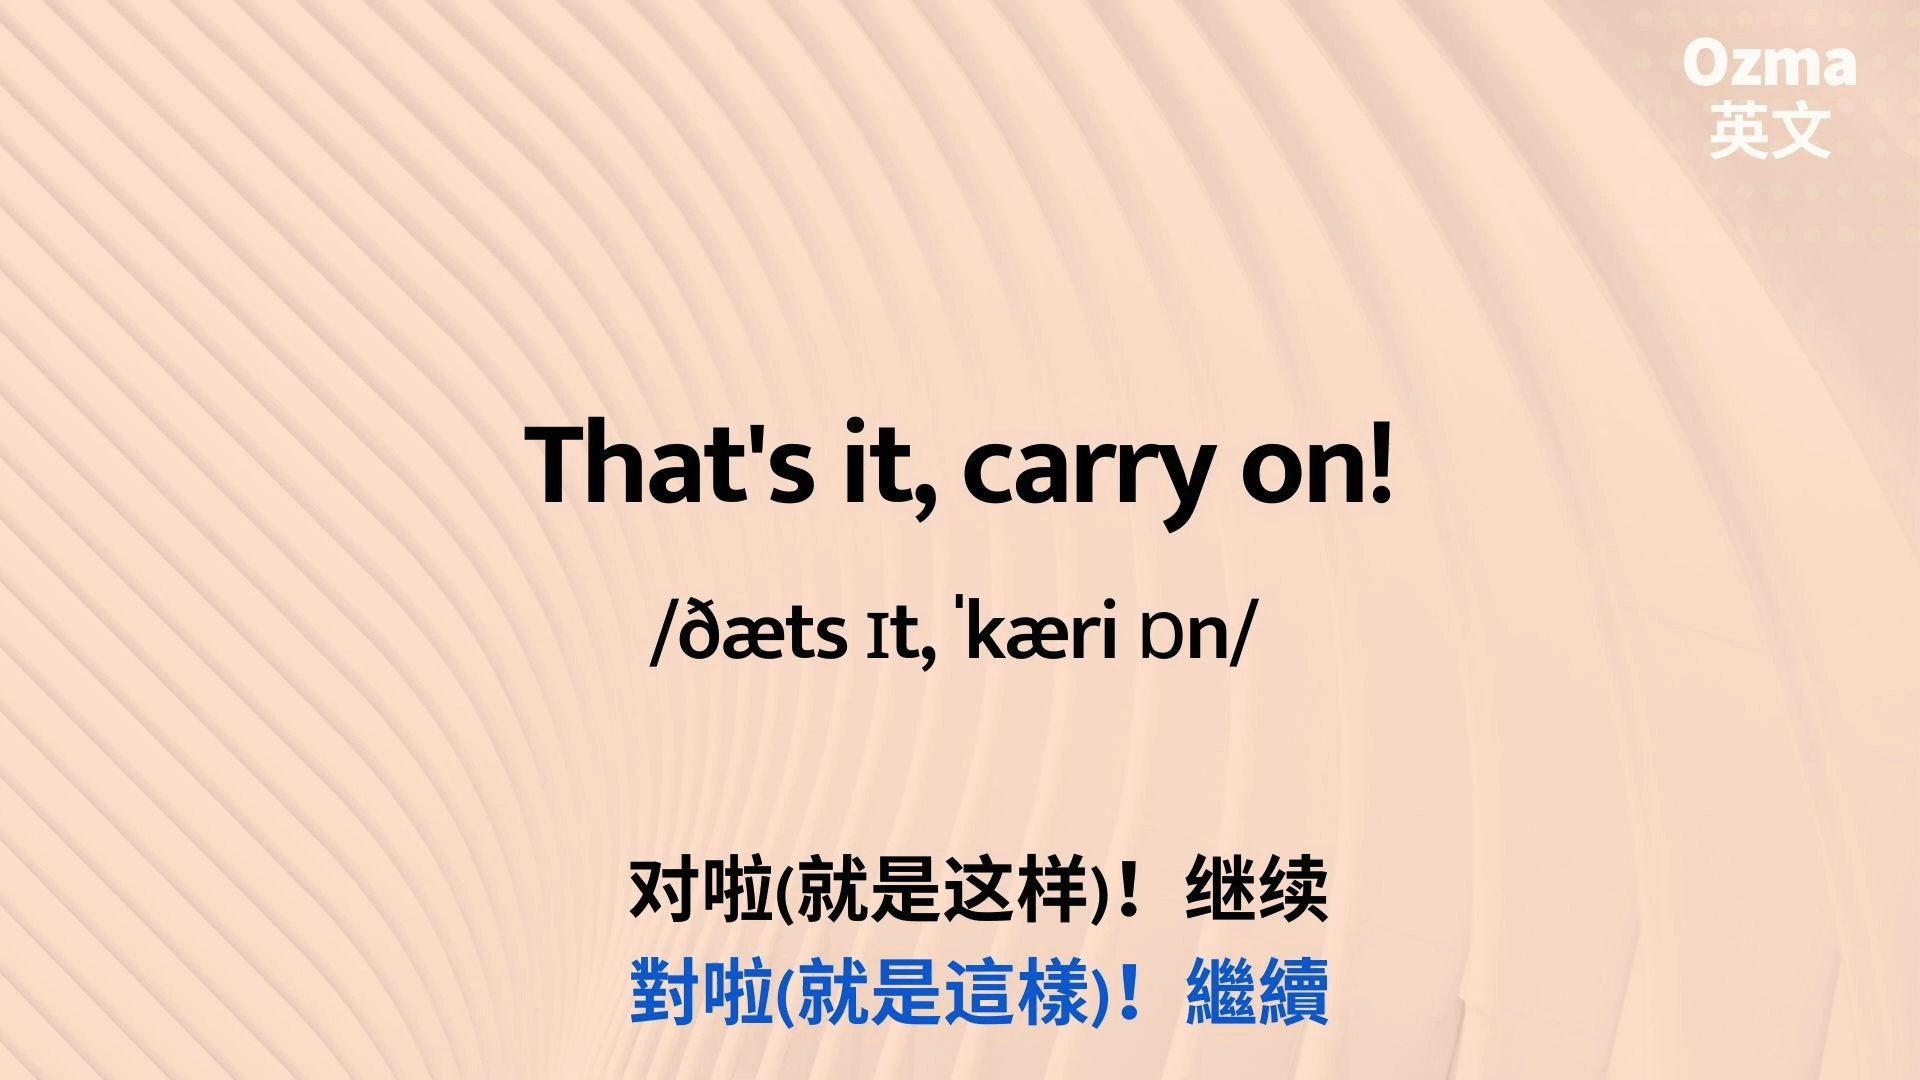 Ozma
英文
That's it, carry on!
/ðæts ɪt, ˈkæri ɒn/
对啦(就是这样)！继续
對啦(就是這樣)！繼續